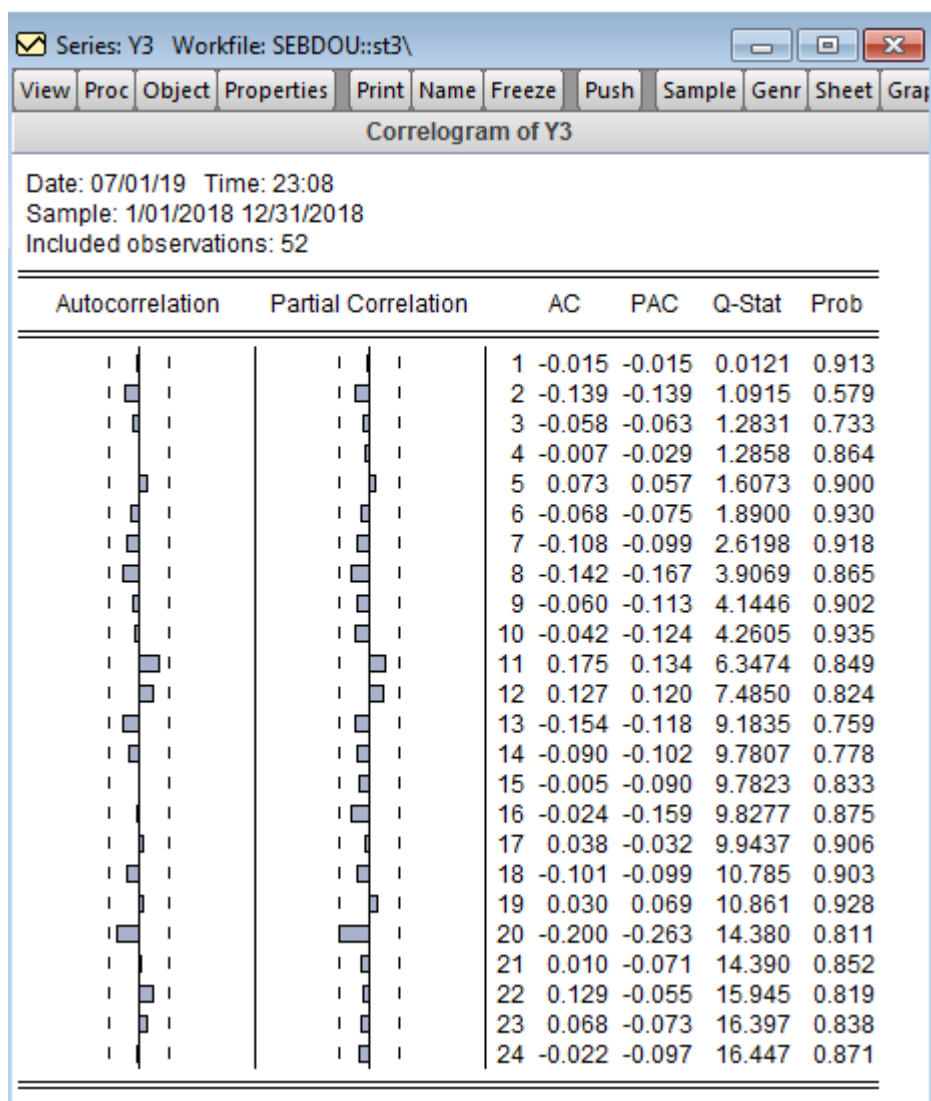 Series: Y3 Workfile: SEBDOU::st3\
View Proc Object Properties Print Name Freeze Push Sample Genr Sheet Grap
Correlogram of Y3
Date: 07/01/19 Time: 23:08
Sample: 1/01/2018 12/31/2018
Included observations: 52
Autocorrelation Partial Correlation AC PAC Q-Stat Prob
1 -0.015 -0.015 0.0121 0.913
2 -0.139 -0.139 1.0915 0.579
3 -0.058 -0.063 1.2831 0.733
4 -0.007 -0.029 1.2858 0.864
5 0.073 0.057 1.6073 0.900
6 -0.068 -0.075 1.8900 0.930
7 -0.108 -0.099 2.6198 0.918
8 -0.142 -0.167 3.9069 0.865
9 -0.060 -0.113 4.1446 0.902
10 -0.042 -0.124 4.2605 0.935
11 0.175 0.134 6.3474 0.849
12 0.127 0.120 7.4850 0.824
13 -0.154 -0.118 9.1835 0.759
14 -0.090 -0.102 9.7807 0.778
15 -0.005 -0.090 9.7823 0.833
16 -0.024 -0.159 9.8277 0.875
17 0.038 -0.032 9.9437 0.906
18 -0.101 -0.099 10.785 0.903
19 0.030 0.069 10.861 0.928
20 -0.200 -0.263 14.380 0.811
21 0.010 -0.071 14.390 0.852
22 0.129 -0.055 15.945 0.819
23 0.068 -0.073 16.397 0.838
24 -0.022 -0.097 16.447 0.871